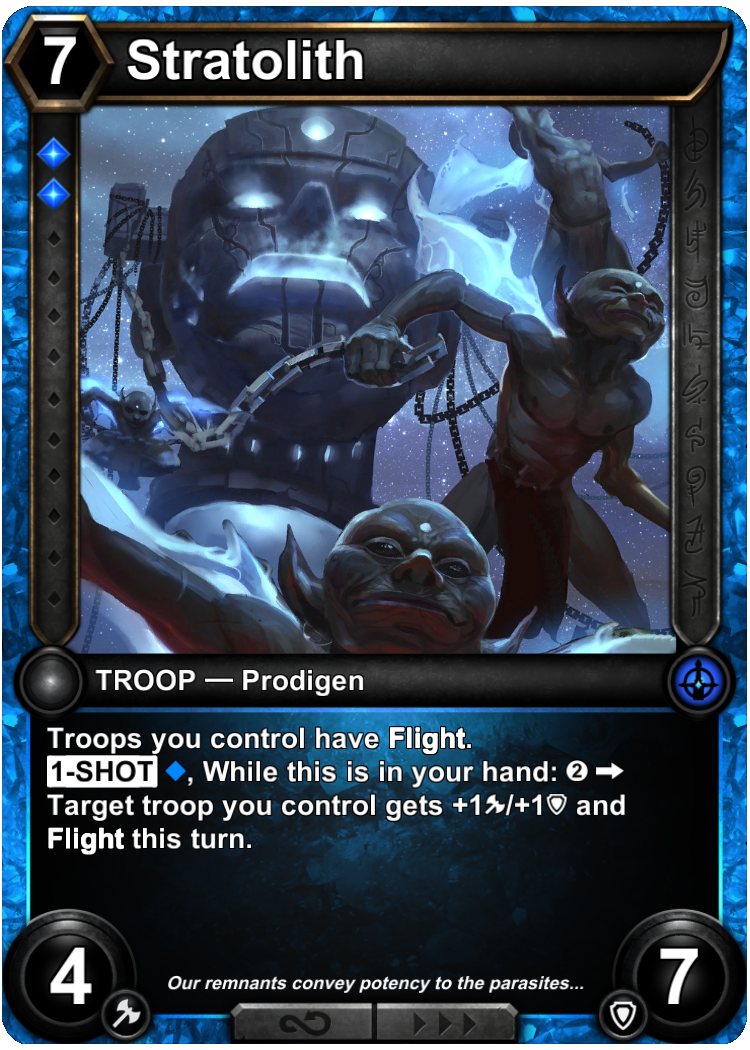 7 Stratolith
TROOP — Prodigen
Troops you control have Flight.
1-SHOT , While this is in your hand: ❷ →
Target troop you control gets +1/+1 and
Flight this turn.
Our remnants convey potency to the parasites...
4 7